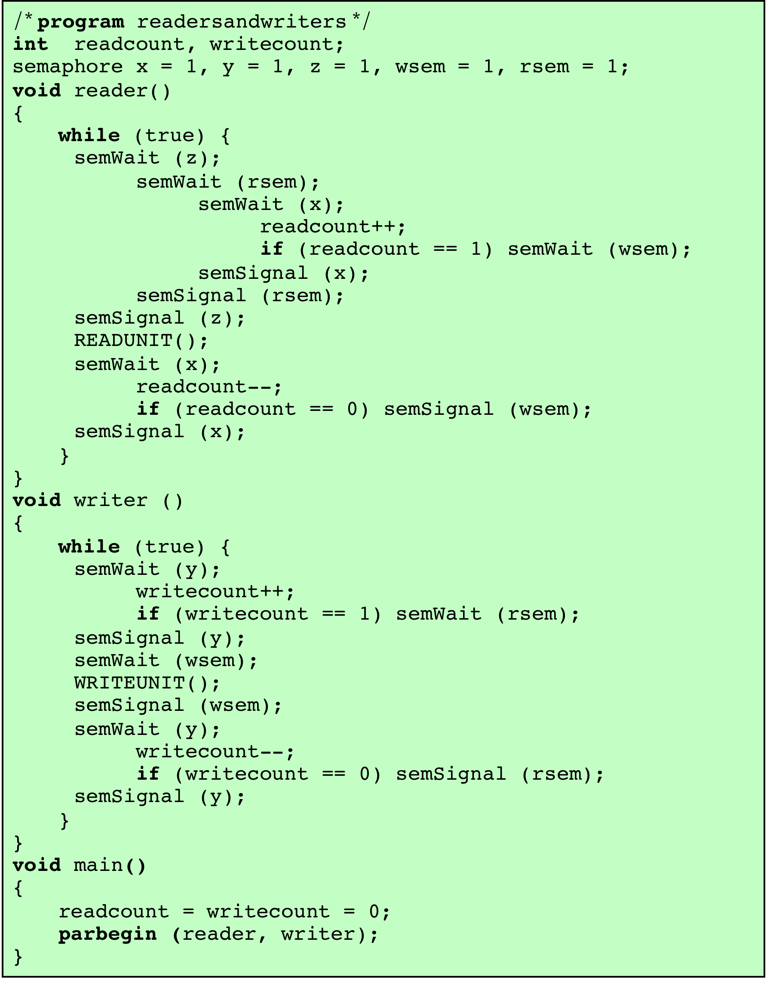 /* program readersandwriters */
int  readcount, writecount;
semaphore x = 1, y = 1, z = 1, wsem = 1, rsem = 1;
void reader()
{
    while (true) {
     semWait (z);
          semWait (rsem);
               semWait (x);
                    readcount++;
                    if (readcount == 1) semWait (wsem);
               semSignal (x);
          semSignal (rsem);
     semSignal (z);
     READUNIT();
     semWait (x);
          readcount--;
          if (readcount == 0) semSignal (wsem);
     semSignal (x);
    }
}
void writer ()
{
    while (true) {
     semWait (y);
          writecount++;
          if (writecount == 1) semWait (rsem);
     semSignal (y);
     semWait (wsem);
     WRITEUNIT();
     semSignal (wsem);
     semWait (y);
          writecount--;
          if (writecount == 0) semSignal (rsem);
     semSignal (y);
    }
}
void main()
{
    readcount = writecount = 0;
    parbegin (reader, writer);
}